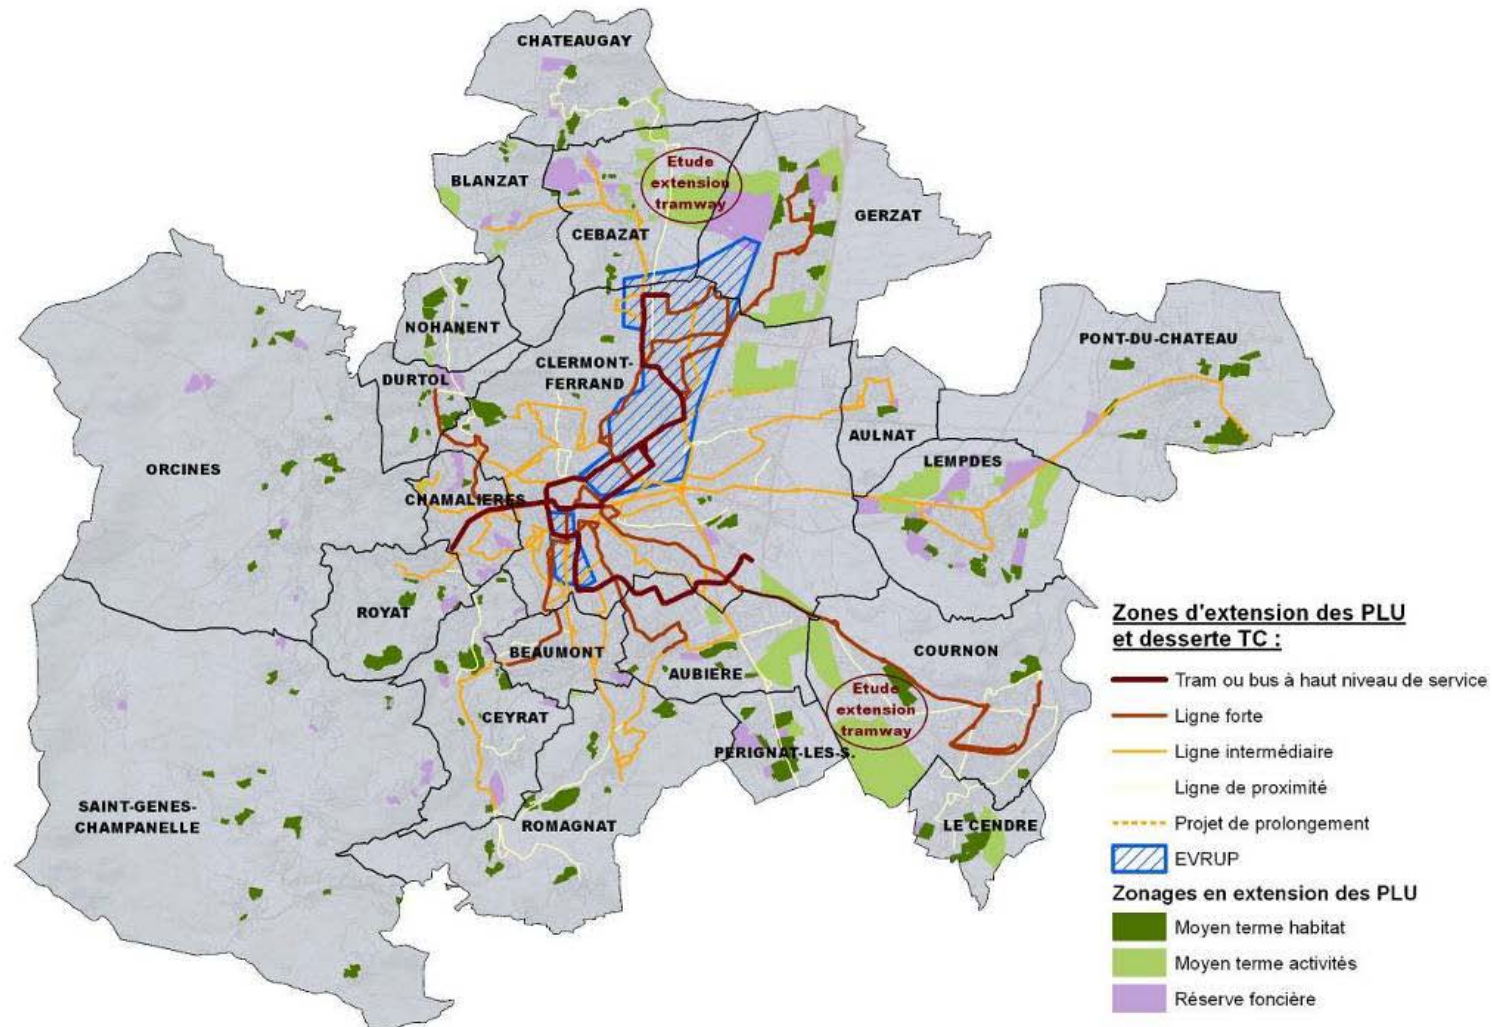 CHATEAUGAY
BLANZAT
Etude
extension
tramway
CEBAZAT
GERZAT
NOHANENT
PONT-DU-CHATEAU
CLERMONT-
FERRAND
DURTOL
AULNAT
ORCINES
LEMPDES
CHAMALIERES
ROYAT
BEAUMONT
AUBIERE
COURNON
Etude
extension
tramway
CEYRAT
PERIGNAT-LES-S.
SAINT-GENES-
CHAMPANELLE
ROMAGNAT
LE CENDRE
Zones d'extension des PLU
et desserte TC :
Tram ou bus à haut niveau de service
Ligne forte
Ligne intermédiaire
Ligne de proximité
Projet de prolongement
EVRUP
Zonages en extension des PLU
Moyen terme habitat
Moyen terme activités
Réserve foncière